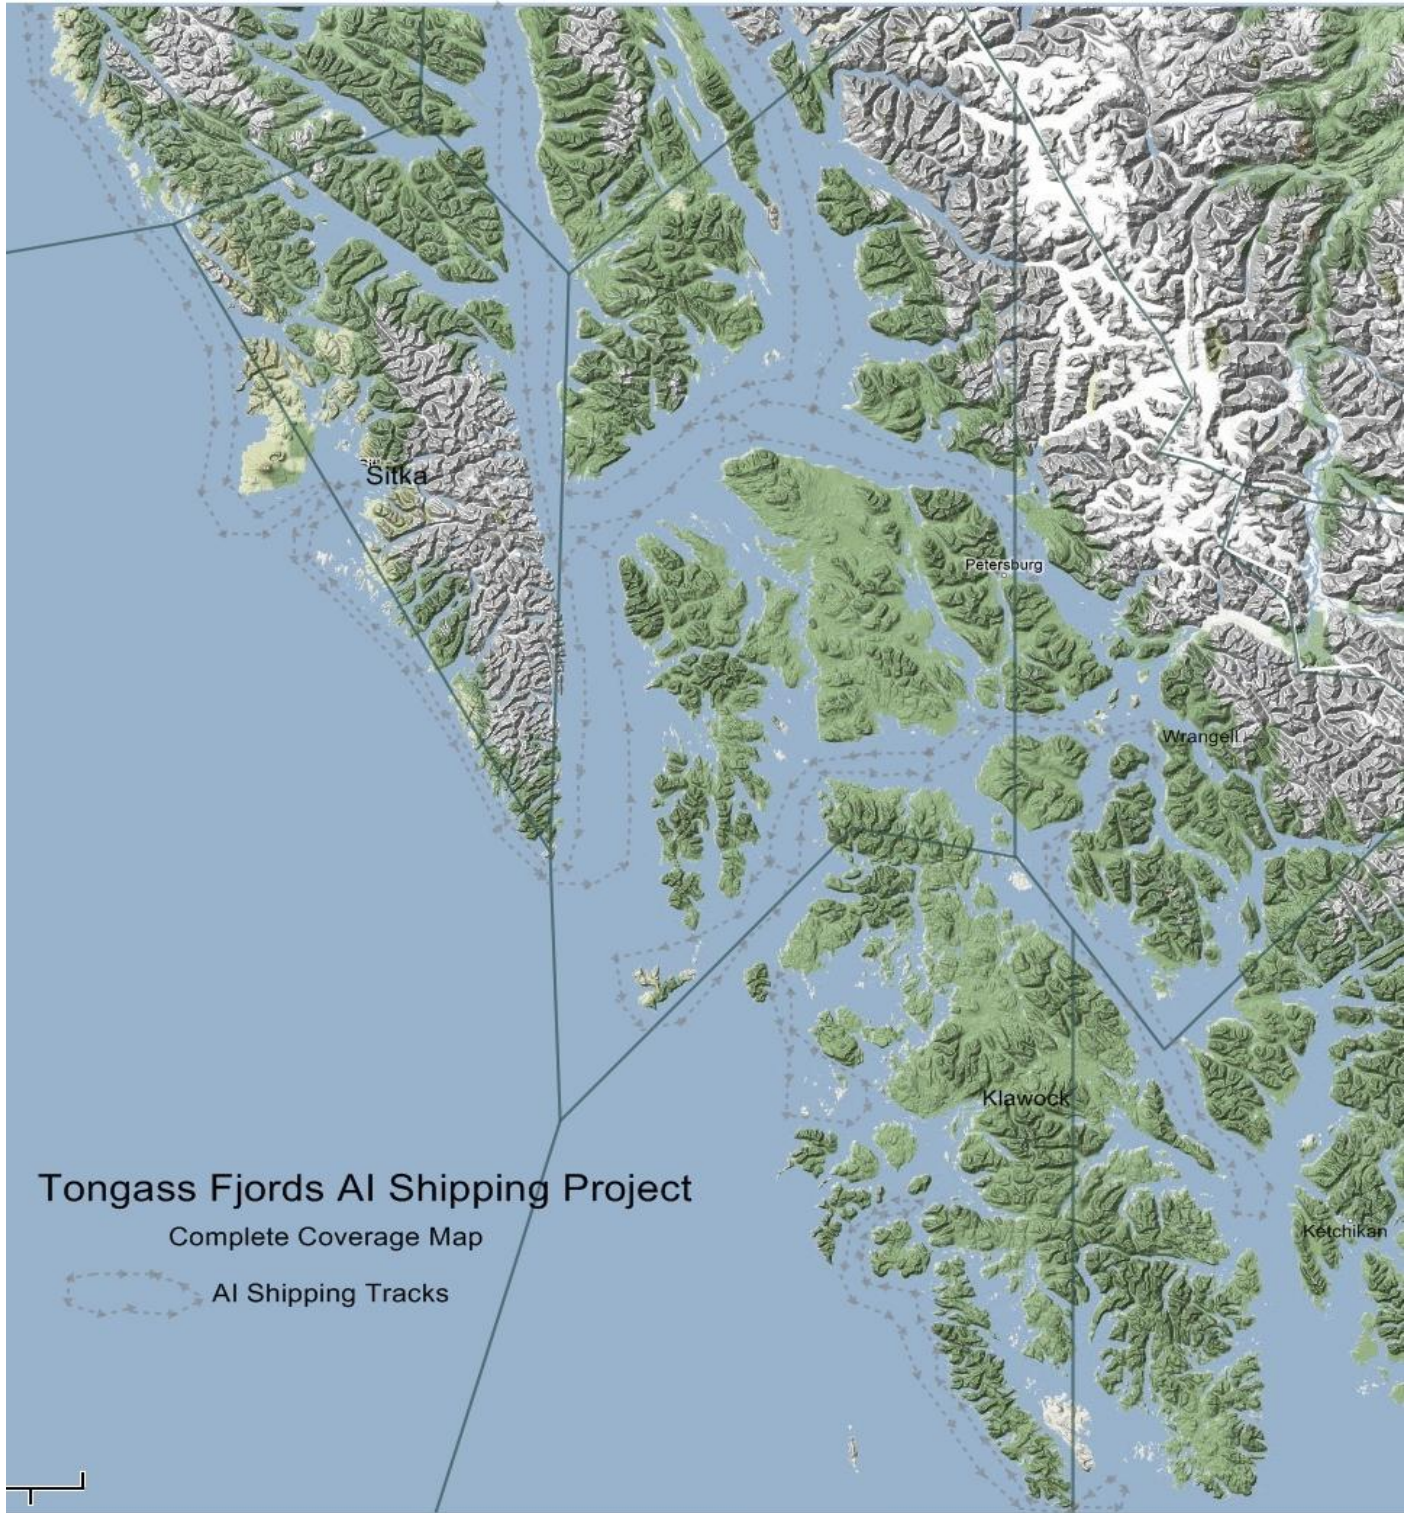 Sitka
Petersburg
Wrangell
Klawock
Tongass Fjords AI Shipping Project
Complete Coverage Map
Ketchikan
AI Shipping Tracks